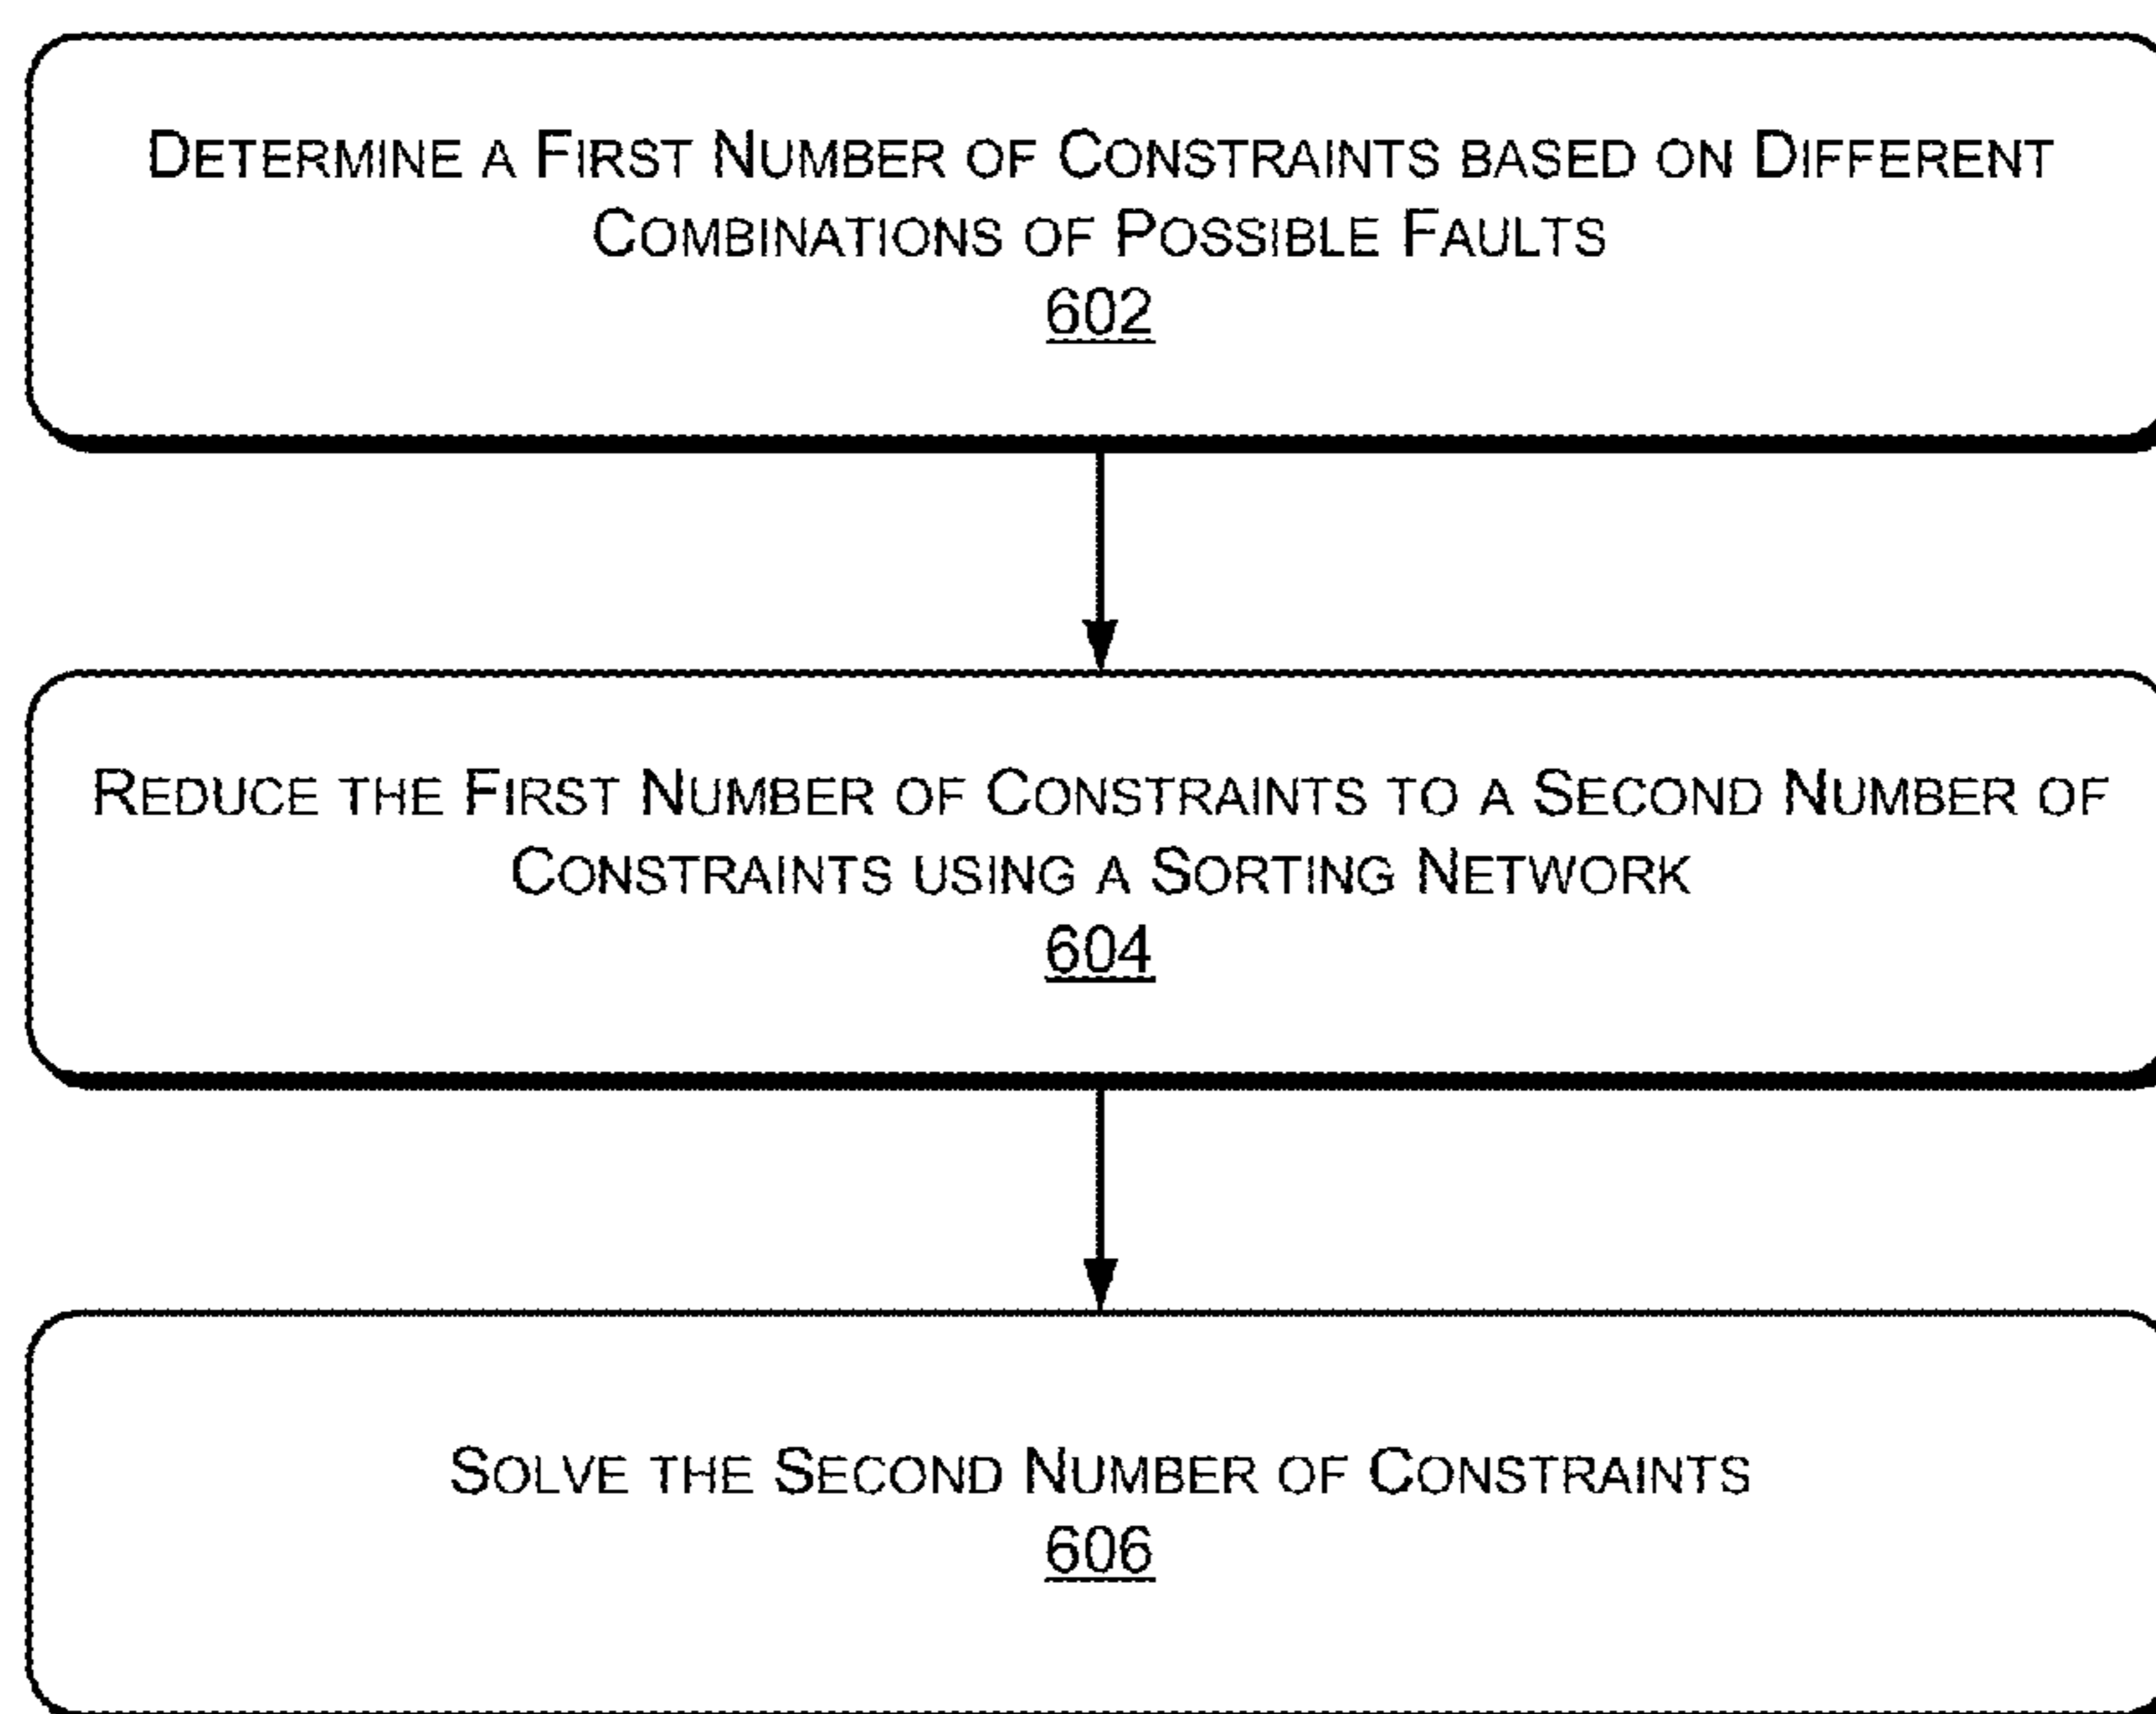 DETERMINE A FIRST NUMBER OF CONSTRAINTS BASED ON DIFFERENT
COMBINATIONS OF POSSIBLE FAULTS
602
REDUCE THE FIRST NUMBER OF CONSTRAINTS TO A SECOND NUMBER OF
CONSTRAINTS USING A SORTING NETWORK
604
SOLVE THE SECOND NUMBER OF CONSTRAINTS
606